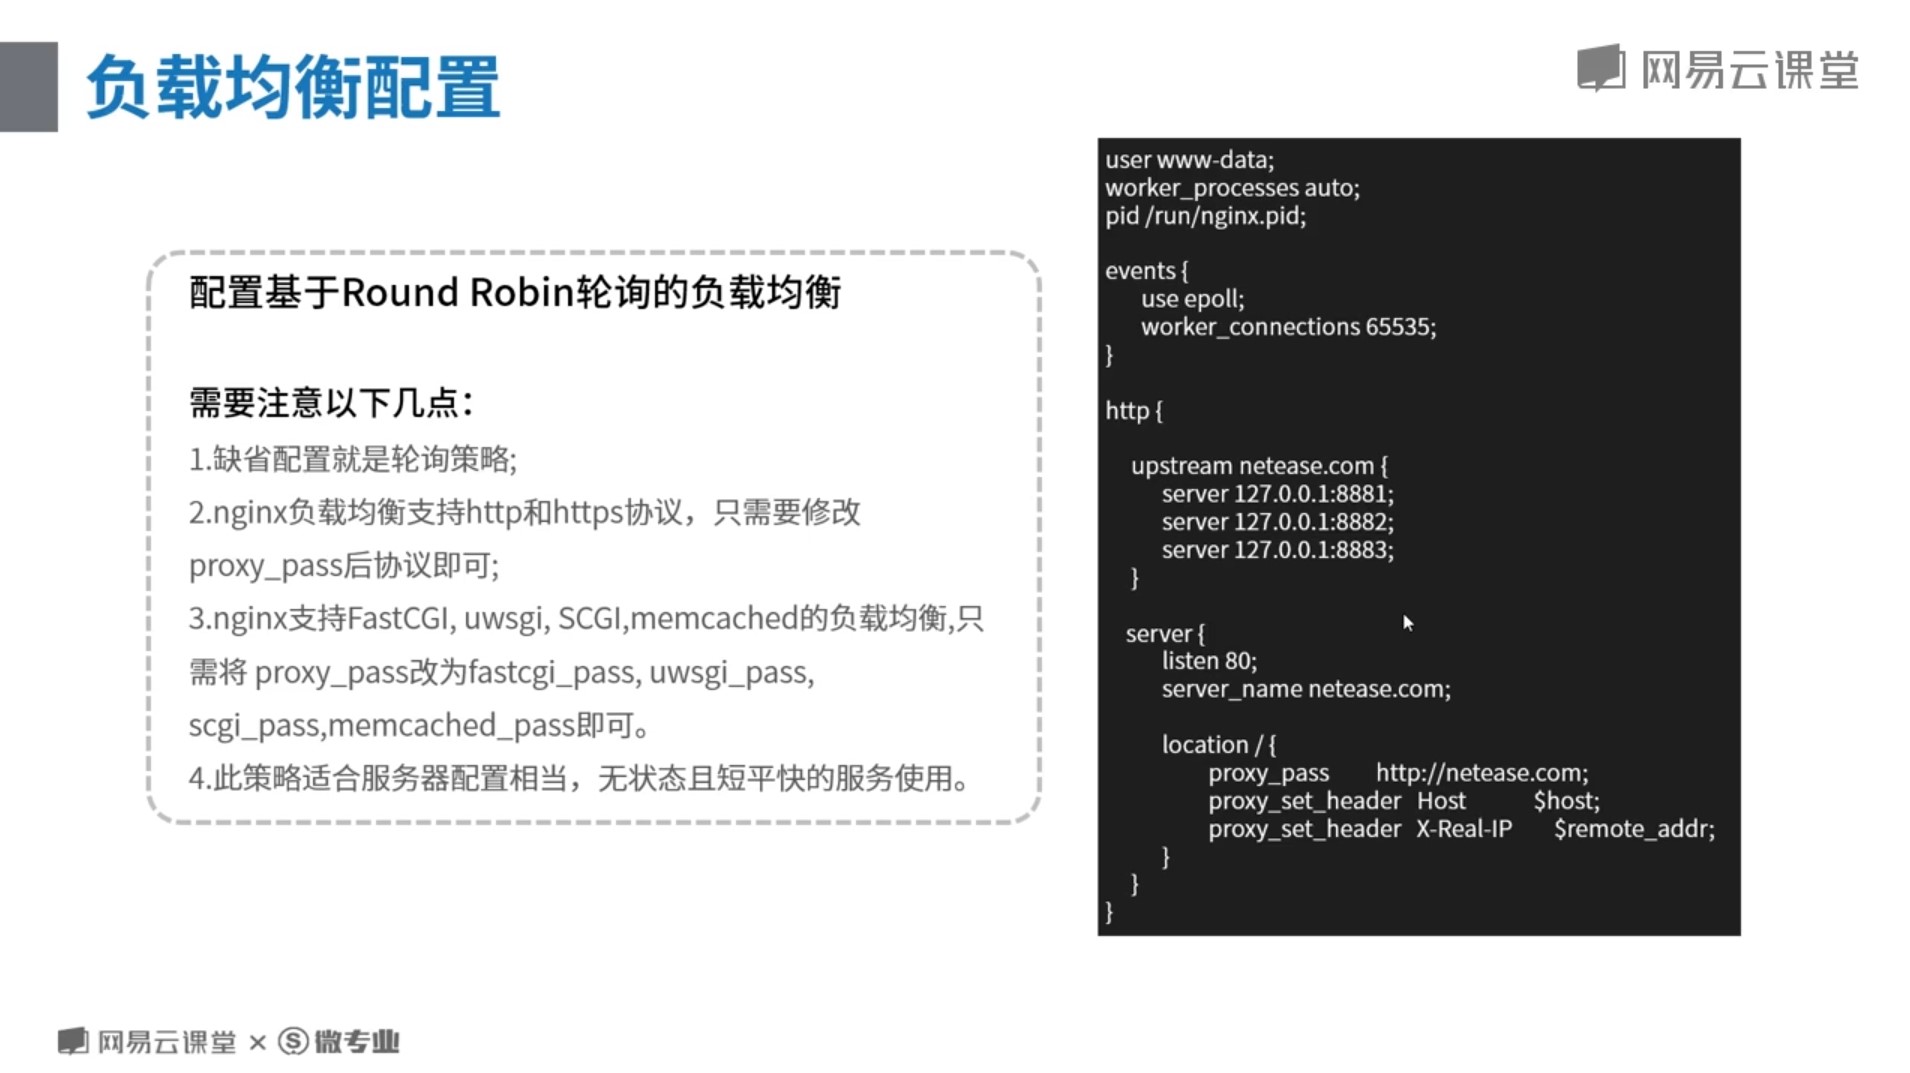 负载均衡配置
网易云课堂
配置基于Round Robin轮询的负载均衡
需要注意以下几点：
1.缺省配置就是轮询策略;
2.nginx负载均衡支持http和https协议，只需要修改
proxy_pass后协议即可;
3.nginx支持FastCGI, uwsgi, SCGI,memcached的负载均衡,只
需将 proxy_pass改为fastcgi_pass, uwsgi_pass,
scgi_pass,memcached_pass即可。
4.此策略适合服务器配置相当，无状态且短平快的服务使用。
user www-data;
worker_processes auto;
pid /run/nginx.pid;
events {
use epoll;
worker_connections 65535;
}
http {
upstream netease.com {
server 127.0.0.1:8881;
server 127.0.0.1:8882;
server 127.0.0.1:8883;
}
server {
listen 80;
server_name netease.com;
location / {
proxy_pass http://netease.com;
proxy_set_header Host $host;
proxy_set_header X-Real-IP $remote_addr;
}
}
}
网易云课堂 × Ⓢ微专业